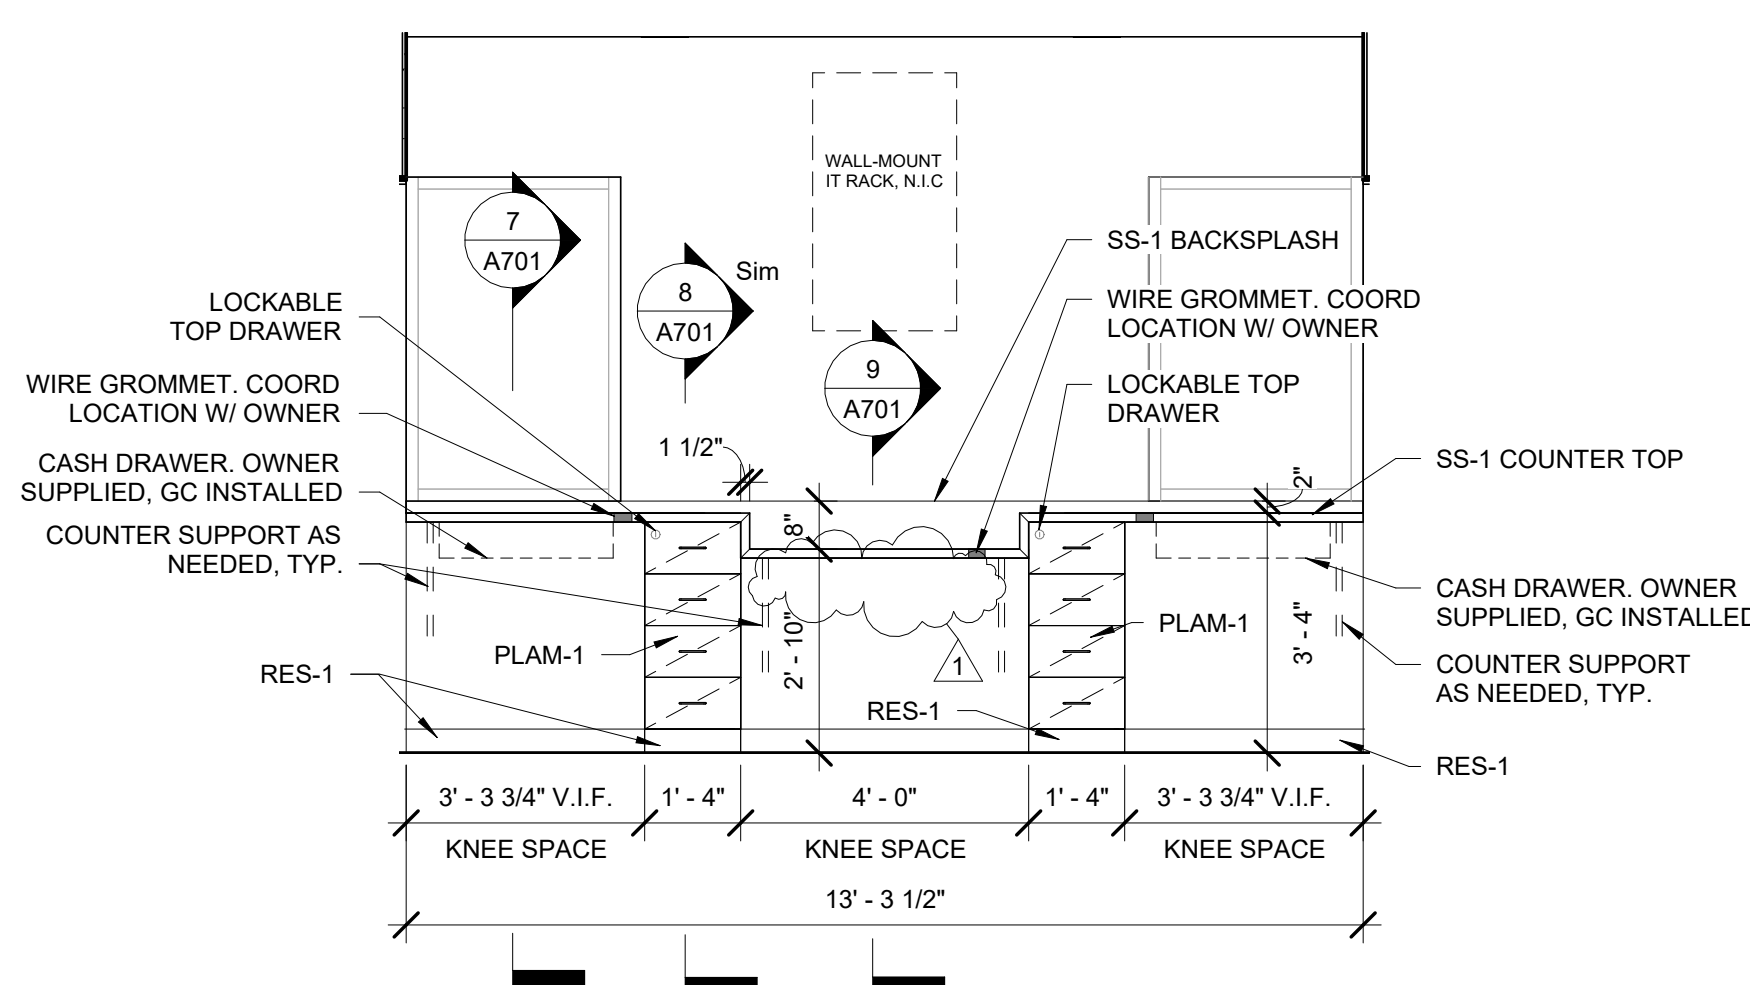 WALL-MOUNT
IT RACK, N.I.C
7
A701
8
A701
Sim
9
A701
LOCKABLE
TOP DRAWER
WIRE GROMMET. COORD
LOCATION W/ OWNER
CASH DRAWER. OWNER
SUPPLIED, GC INSTALLED
COUNTER SUPPORT AS
NEEDED, TYP.
RES-1
PLAM-1
1 1/2"
8"
2' - 10"
1
RES-1
SS-1 BACKSPLASH
WIRE GROMMET. COORD
LOCATION W/ OWNER
LOCKABLE TOP
DRAWER
2"
SS-1 COUNTER TOP
PLAM-1
3' - 4"
CASH DRAWER. OWNER
SUPPLIED, GC INSTALLED
COUNTER SUPPORT
AS NEEDED, TYP.
RES-1
3' - 3 3/4" V.I.F.
1' - 4"
4' - 0"
1' - 4"
3' - 3 3/4" V.I.F.
KNEE SPACE
KNEE SPACE
KNEE SPACE
13' - 3 1/2"